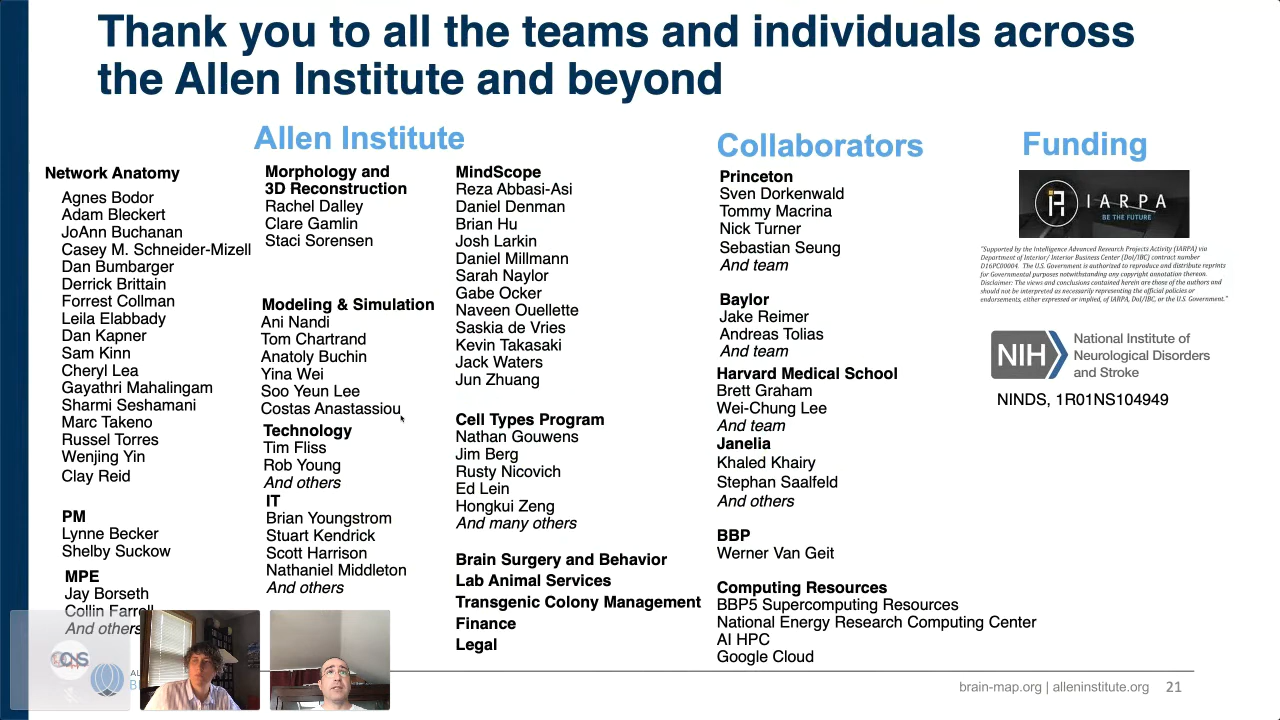 Thank you to all the teams and individuals across
the Allen Institute and beyond
Allen Institute
Network Anatomy
Agnes Bodor
Adam Bleckert
JoAnn Buchanan
Casey M. Schneider-Mizell
Dan Bumbarger
Derrick Brittain
Forrest Collman
Leila Elabbady
Dan Kapner
Sam Kinn
Cheryl Lea
Gayathri Mahalingam
Sharmi Seshamani
Marc Takeno
Russel Torres
Wenjing Yin
Clay Reid
PM
Lynne Becker
Shelby Suckow
MPE
Jay Borseth
Collin Farrell
And others
Morphology and
3D Reconstruction
Rachel Dalley
Clare Gamlin
Staci Sorensen
Modeling & Simulation
Ani Nandi
Tom Chartrand
Anatoly Buchin
Yina Wei
Soo Yeun Lee
Costas Anastassiou
Technology
Tim Fliss
Rob Young
And others
IT
Brian Youngstrom
Stuart Kendrick
Scott Harrison
Nathaniel Middleton
And others
MindScope
Reza Abbasi-Asi
Daniel Denman
Brian Hu
Josh Larkin
Daniel Millmann
Sarah Naylor
Gabe Ocker
Naveen Ouellette
Saskia de Vries
Kevin Takasaki
Jack Waters
Jun Zhuang
Cell Types Program
Nathan Gouwens
Jim Berg
Rusty Nicovich
Ed Lein
Hongkui Zeng
And many others
Brain Surgery and Behavior
Lab Animal Services
Transgenic Colony Management
Finance
Legal
Collaborators
Princeton
Sven Dorkenwald
Tommy Macrina
Nick Turner
Sebastian Seung
And team
Baylor
Jake Reimer
Andreas Tolias
And team
Harvard Medical School
Brett Graham
Wei-Chung Lee
And team
Janelia
Khaled Khairy
Stephan Saalfeld
And others
BBP
Werner Van Geit
Computing Resources
BBP5 Supercomputing Resources
National Energy Research Computing Center
AI HPC
Google Cloud
Funding
IARPA
BE THE FUTURE
"Supported by the Intelligence Advanced Research Projects Activity (IARPA) via
Department of Interior/ Interior Business Center (DoI/IBC) contract number
D16PC00004. The U.S. Government is authorized to reproduce and distribute reprints
for Governmental purposes notwithstanding any copyright annotation thereon.
Disclaimer: The views and conclusions contained herein are those of the authors and
should not be interpreted as necessarily representing the official policies or
endorsements, either expressed or implied, of IARPA, DoI/IBC, or the U.S. Government."
NIH
National Institute of
Neurological Disorders
and Stroke
NINDS, 1R01NS104949
brain-map.org | alleninstitute.org 21